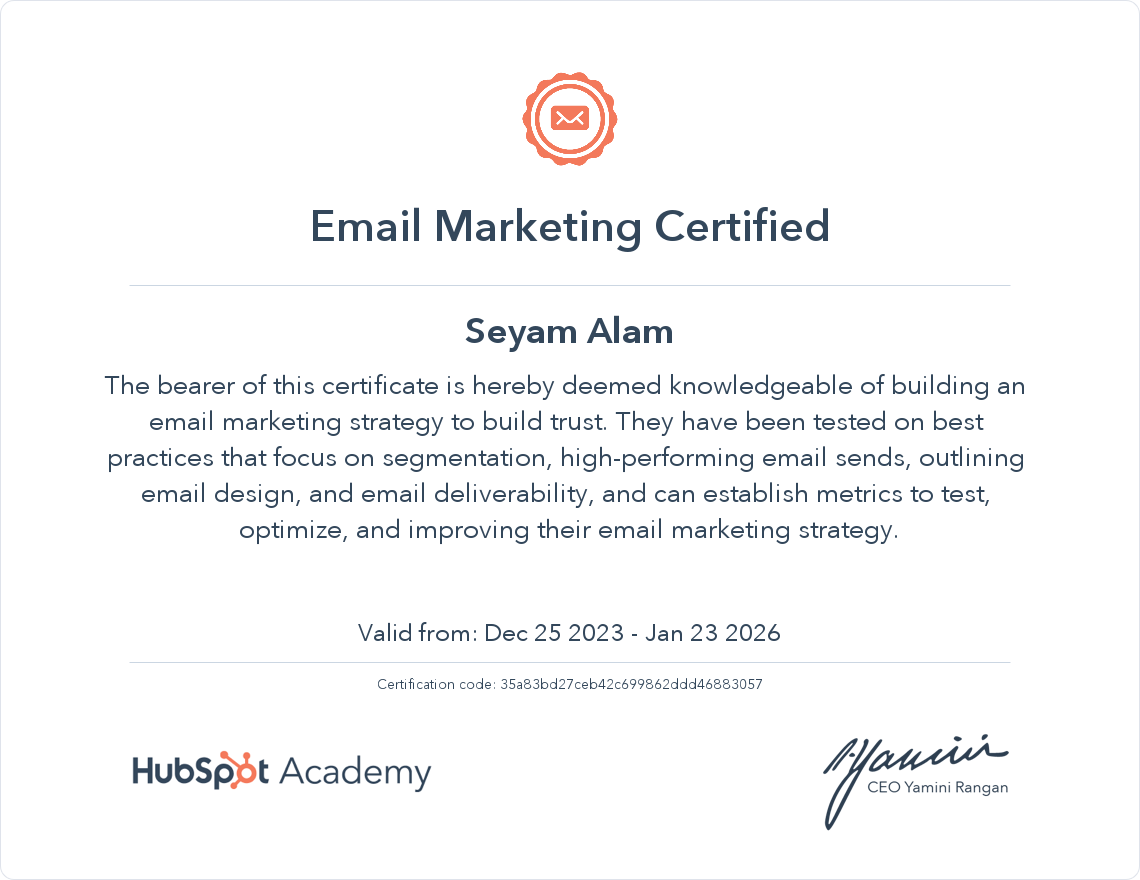 Email Marketing Certified
Seyam Alam
The bearer of this certificate is hereby deemed knowledgeable of building an
email marketing strategy to build trust. They have been tested on best
practices that focus on segmentation, high-performing email sends, outlining
email design, and email deliverability, and can establish metrics to test,
optimize, and improving their email marketing strategy.
Valid from: Dec 25 2023 - Jan 23 2026
Certification code: 35a83bd27ceb42c699862ddd46883057
HubSpot Academy
Yamini
CEO Yamini Rangan